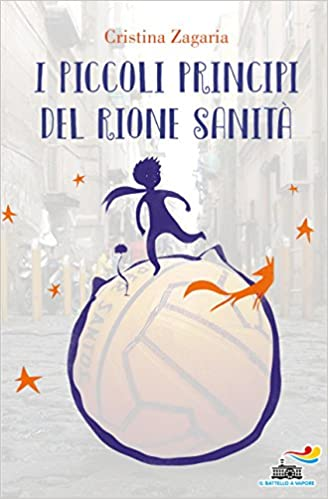 Cristina Zagaria
I PICCOLI PRINCIPI
DEL RIONE SANITÀ
IL BATTELLO A VAPORE